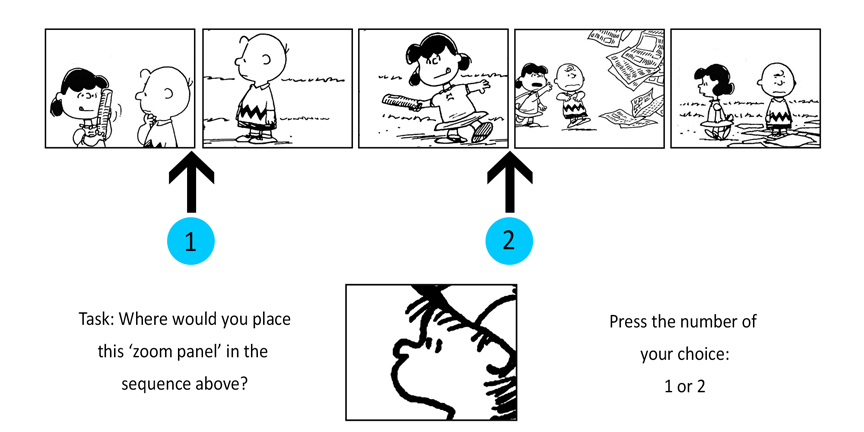 1
2
Task: Where would you place
this ‘zoom panel’ in the
sequence above?
Press the number of
your choice:
1 or 2